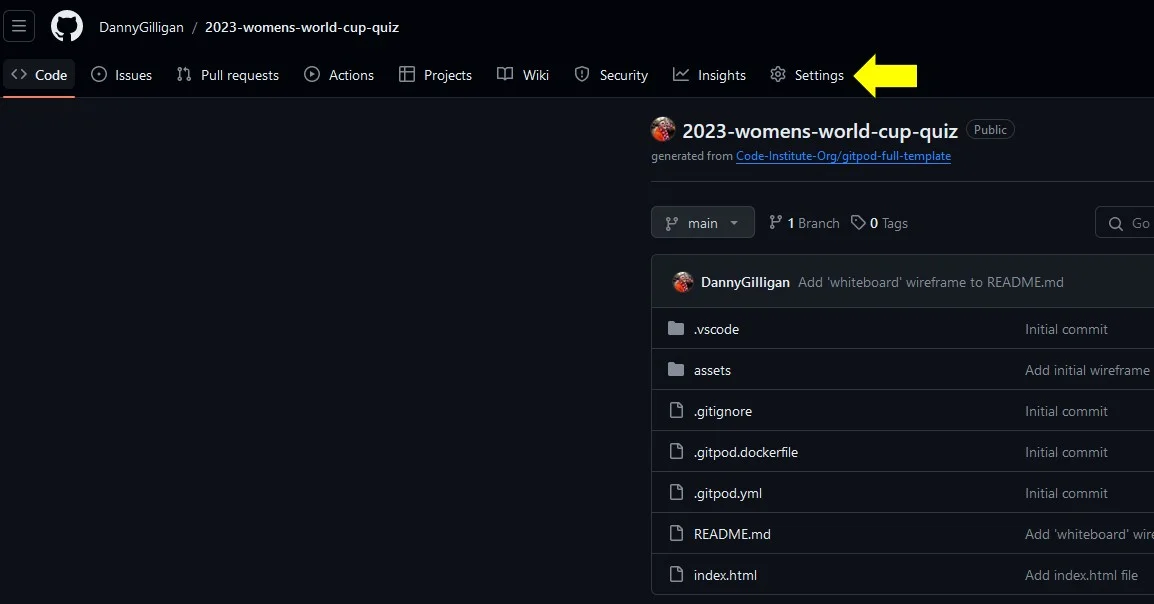 DannyGilligan / 2023-womens-world-cup-quiz
Code Issues Pull requests Actions Projects Wiki Security Insights Settings
2023-womens-world-cup-quiz Public
generated from Code-Institute-Org/gitpod-full-template
main 1 Branch 0 Tags Go
DannyGilligan Add 'whiteboard' wireframe to README.md
.vscode Initial commit
assets Add initial wireframe
.gitignore Initial commit
.gitpod.dockerfile Initial commit
.gitpod.yml Initial commit
README.md Add 'whiteboard' wire
index.html Add index.html file